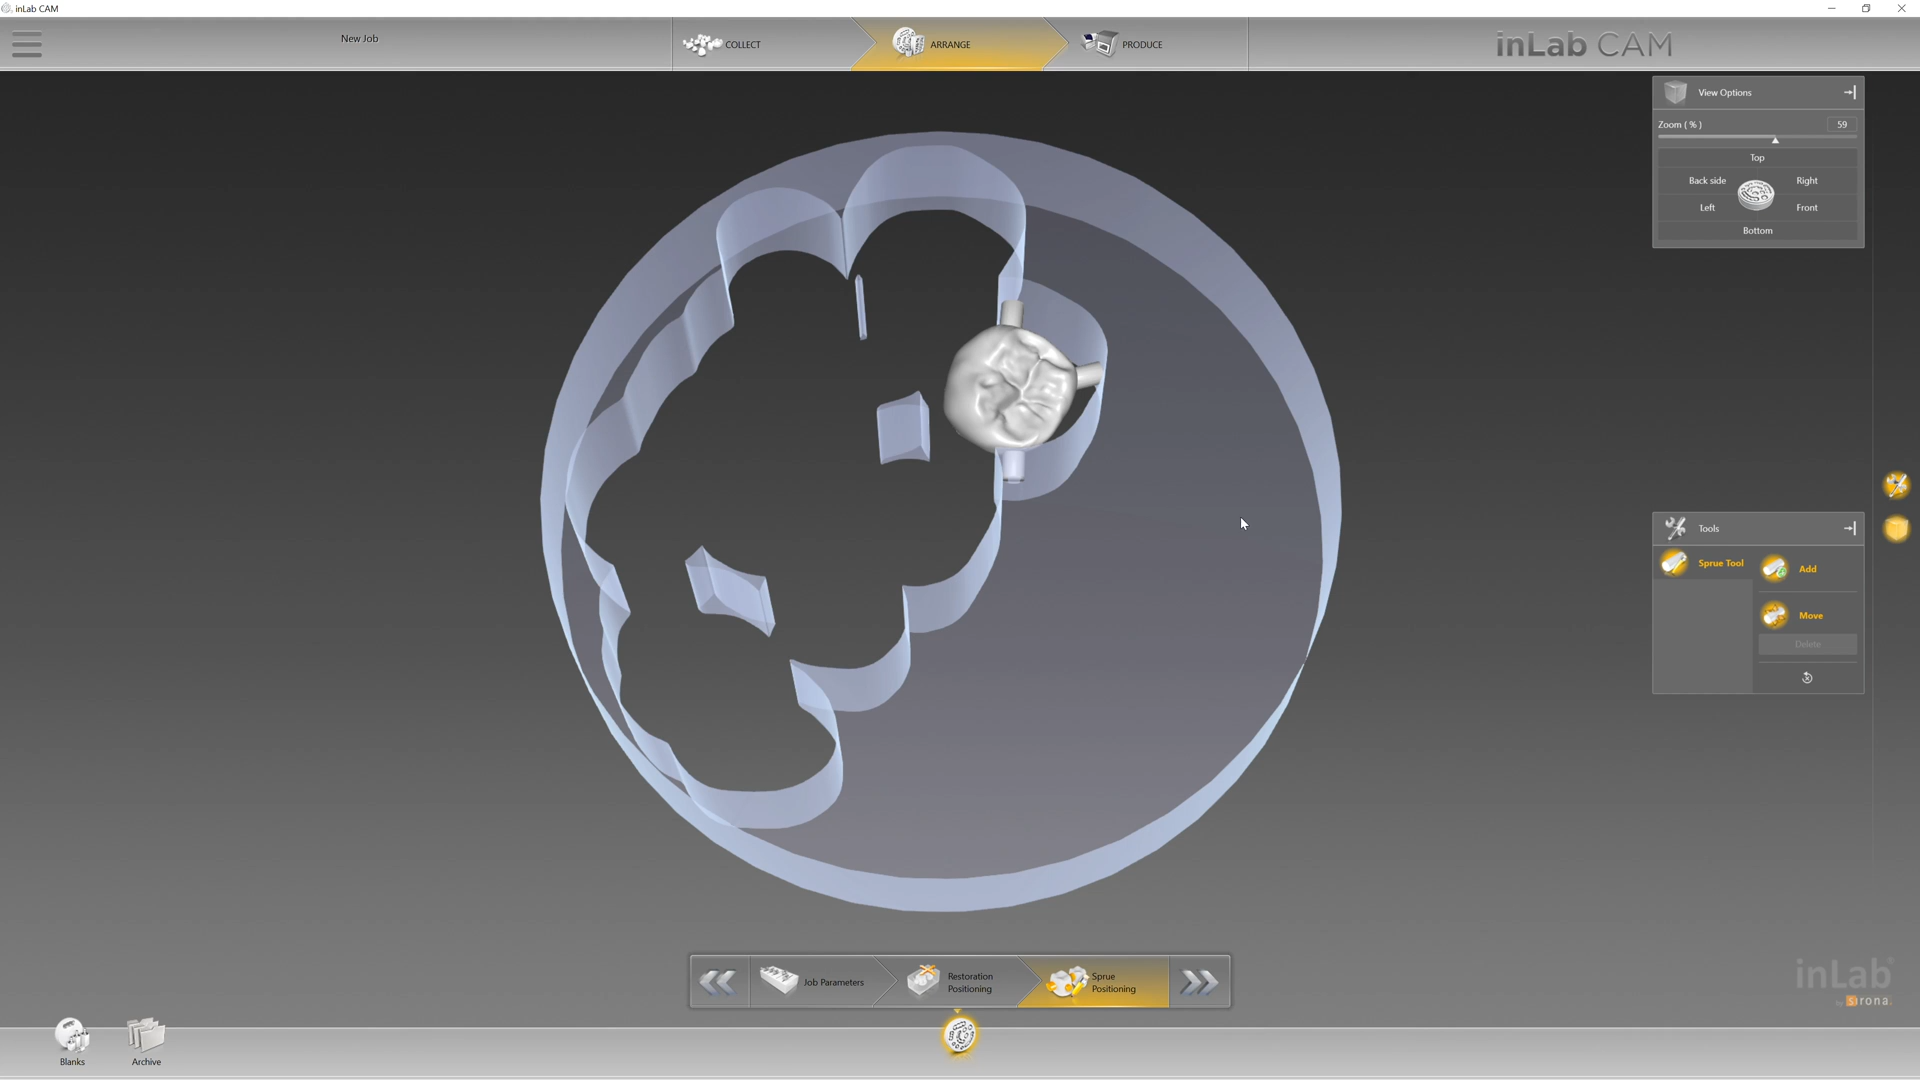 inLab CAM
New Job
COLLECT
ARRANGE
PRODUCE
inLab CAM
View Options
Zoom ( % )
59
Top
Back side
Right
Left
Front
Bottom
Tools
Sprue Tool
Add
Move
Delete
Job Parameters
Restoration
Positioning
Sprue
Positioning
inLab
by sirona.
Blanks
Archive